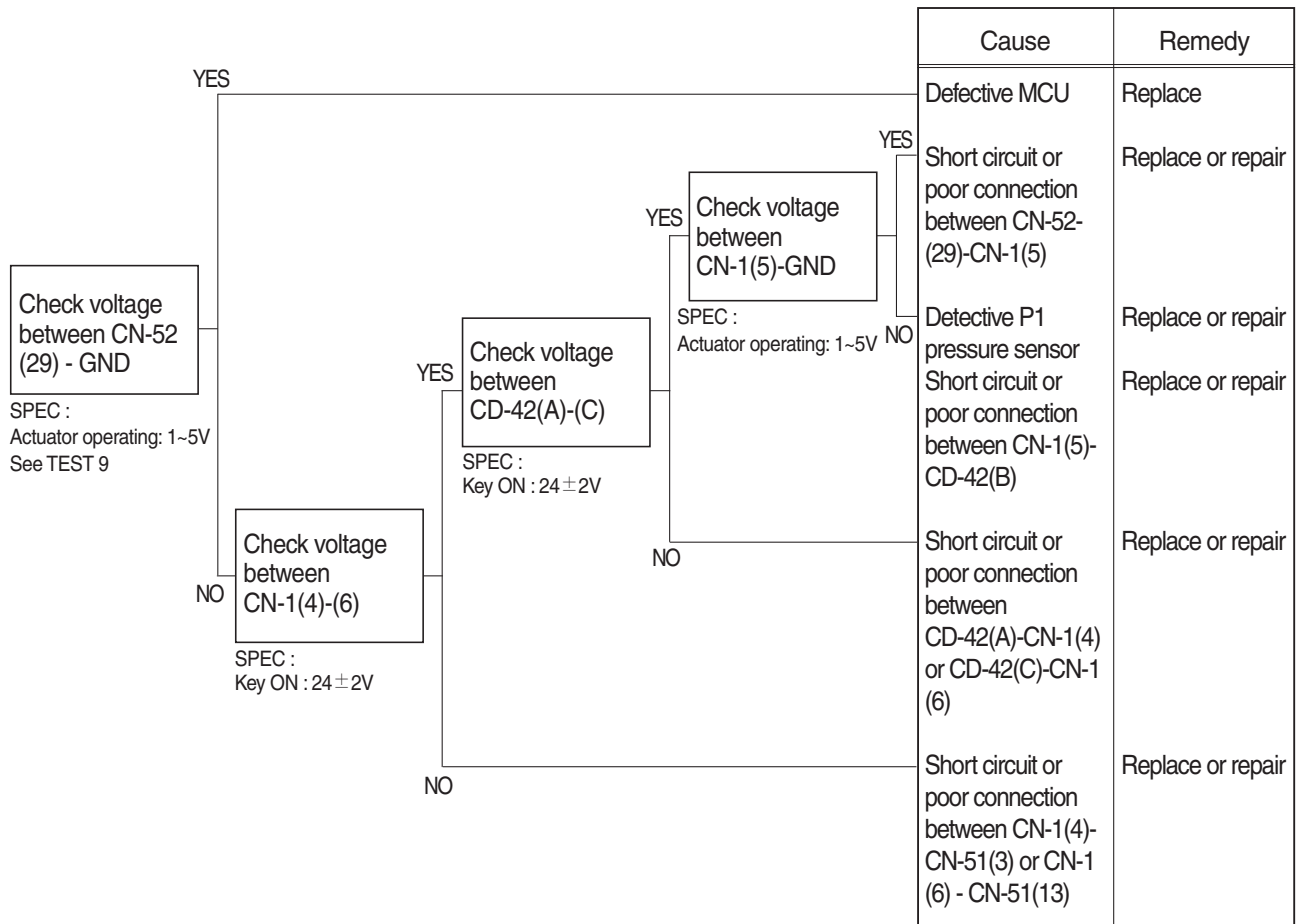 Cause
Remedy
YES
Defective MCU
Replace
YES
Short circuit or
poor connection
between CN-52-
(29)-CN-1(5)
Replace or repair
YES
Check voltage
between
CN-1(5)-GND
SPEC :
Actuator operating: 1~5V
NO
Detective P1
pressure sensor
Replace or repair
Short circuit or
poor connection
between CN-1(5)-
CD-42(B)
Replace or repair
Check voltage
between CN-52
(29) - GND
SPEC :
Actuator operating: 1~5V
See TEST 9
YES
Check voltage
between
CD-42(A)-(C)
SPEC :
Key ON : 24±2V
NO
Short circuit or
poor connection
between
CD-42(A)-CN-1(4)
or CD-42(C)-CN-1
(6)
Replace or repair
NO
Check voltage
between
CN-1(4)-(6)
SPEC :
Key ON : 24±2V
NO
Short circuit or
poor connection
between CN-1(4)-
CN-51(3) or CN-1
(6) - CN-51(13)
Replace or repair